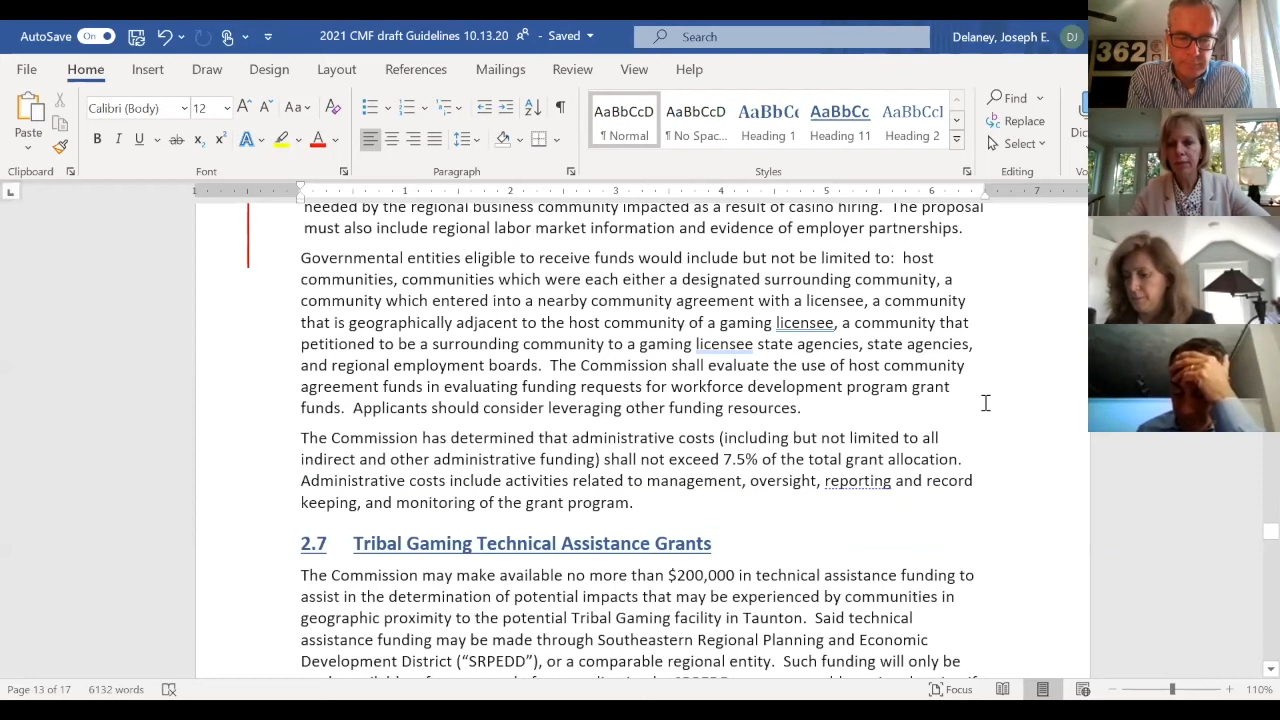 AutoSave On 2021 CMF draft Guidelines 10.13.20 - Saved Search Delaney, Joseph E. DJ
File Home Insert Draw Design Layout References Mailings Review View Help
Paste Calibri (Body) 12 Aa AaBbCcD AaBbCcD AaBbCc AaBbCc AaBbCcI Find
¶ Normal ¶ No Spac... Heading 1 Heading 11 Heading 2 Replace
Select
Clipboard Font Paragraph Styles Editing
1 1 2 3 4 5 6 7
needed by the regional business community impacted as a result of casino hiring. The proposal
must also include regional labor market information and evidence of employer partnerships.
Governmental entities eligible to receive funds would include but not be limited to: host
communities, communities which were each either a designated surrounding community, a
community which entered into a nearby community agreement with a licensee, a community
that is geographically adjacent to the host community of a gaming licensee, a community that
petitioned to be a surrounding community to a gaming licensee state agencies, state agencies,
and regional employment boards. The Commission shall evaluate the use of host community
agreement funds in evaluating funding requests for workforce development program grant
funds. Applicants should consider leveraging other funding resources.
The Commission has determined that administrative costs (including but not limited to all
indirect and other administrative funding) shall not exceed 7.5% of the total grant allocation.
Administrative costs include activities related to management, oversight, reporting and record
keeping, and monitoring of the grant program.
2.7 Tribal Gaming Technical Assistance Grants
The Commission may make available no more than $200,000 in technical assistance funding to
assist in the determination of potential impacts that may be experienced by communities in
geographic proximity to the potential Tribal Gaming facility in Taunton. Said technical
assistance funding may be made through Southeastern Regional Planning and Economic
Development District ("SRPEDD"), or a comparable regional entity. Such funding will only be
Page 13 of 17 6132 words Focus 110%
362